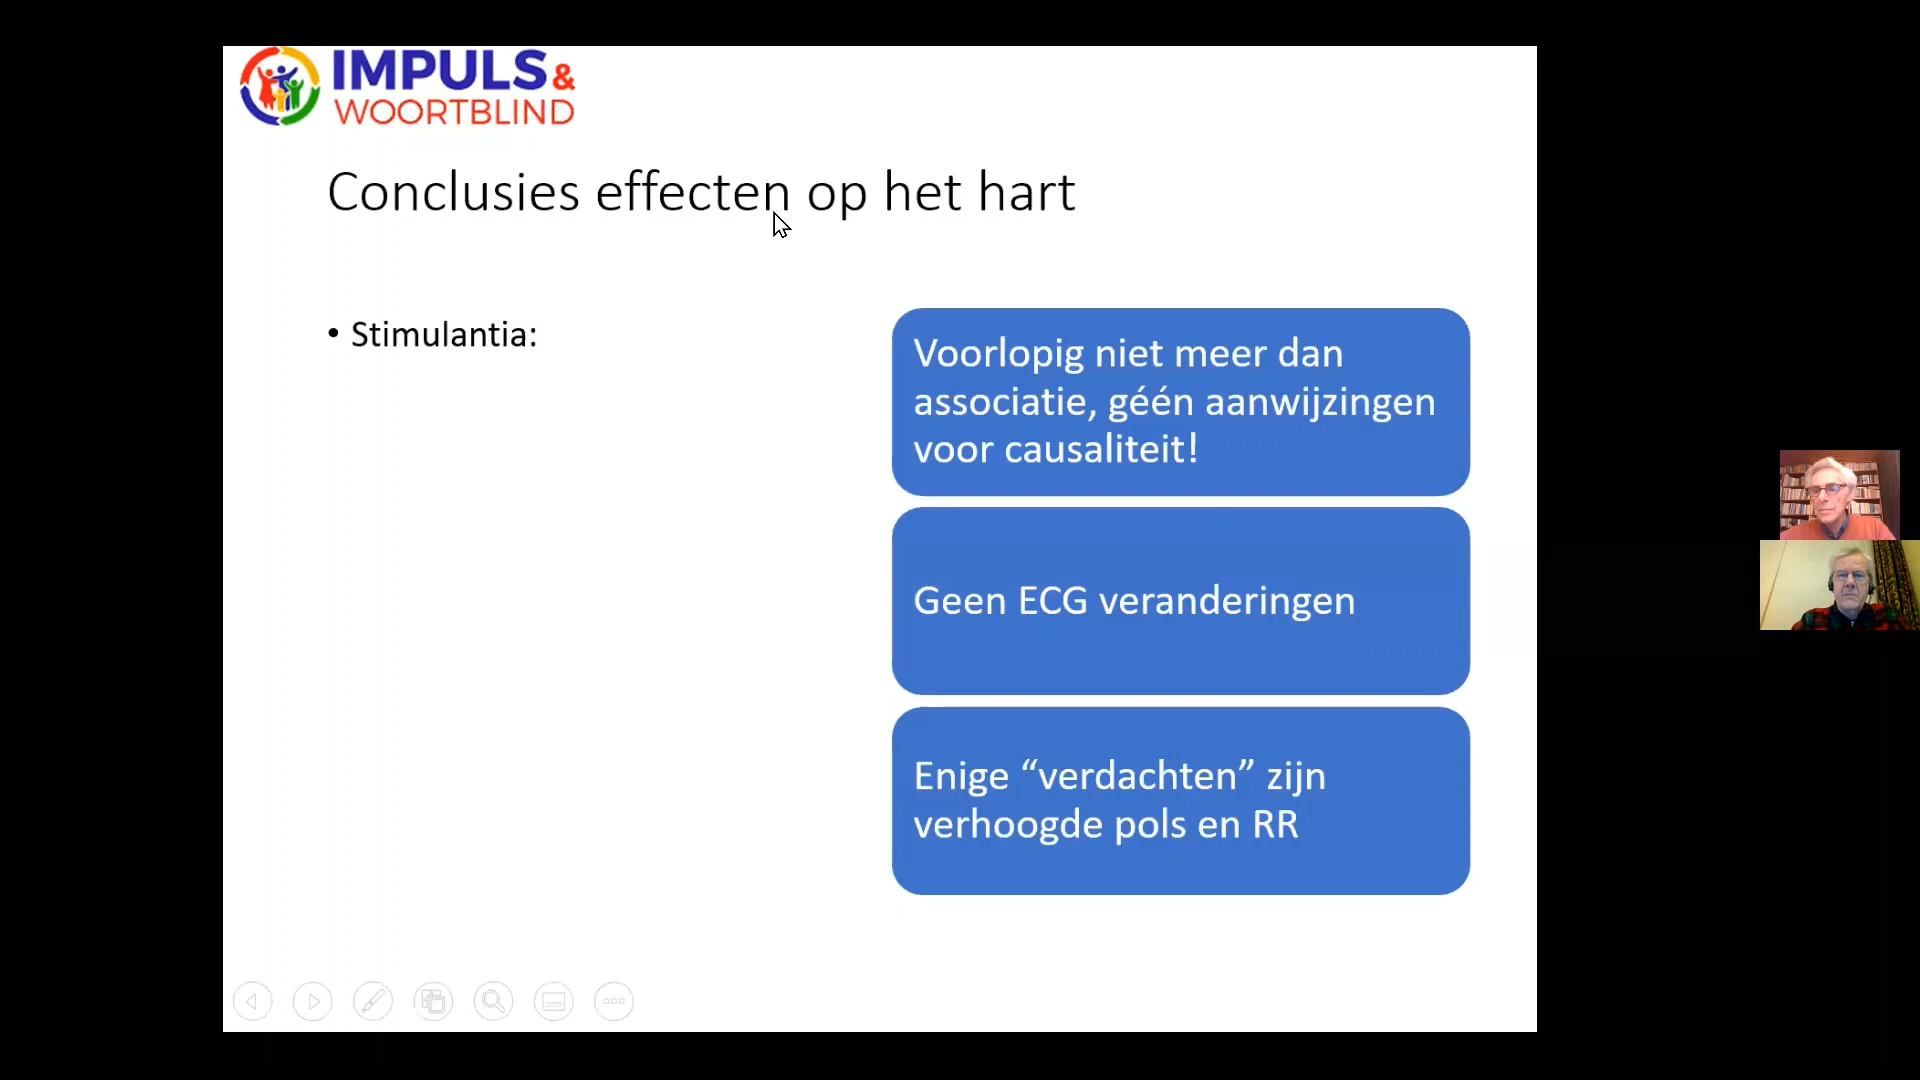 IMPULS &
WOORTBLIND
Conclusies effecten op het hart
• Stimulantia:
Voorlopig niet meer dan
associatie, géén aanwijzingen
voor causaliteit!
Geen ECG veranderingen
Enige “verdachten” zijn
verhoogde pols en RR